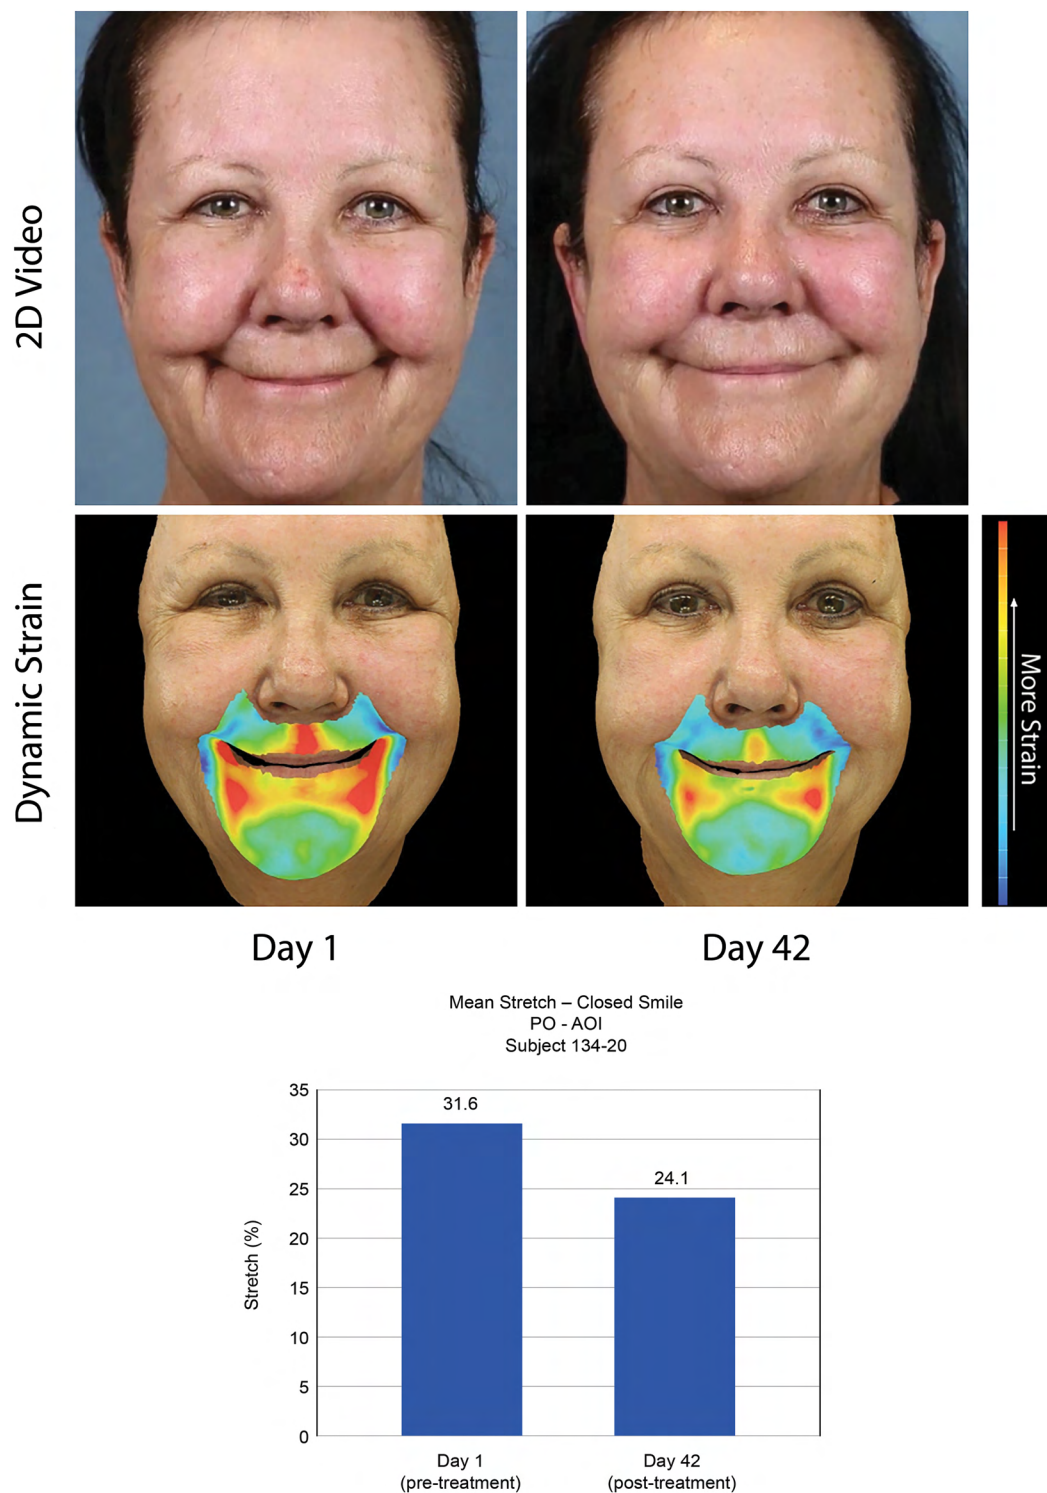 2D Video
Dynamic Strain
More Strain
Day 1
Day 42
Mean Stretch – Closed Smile
PO - AOI
Subject 134-20
35
30
25
20
15
10
5
0
Stretch (%)
31.6
24.1
Day 1
(pre-treatment)
Day 42
(post-treatment)